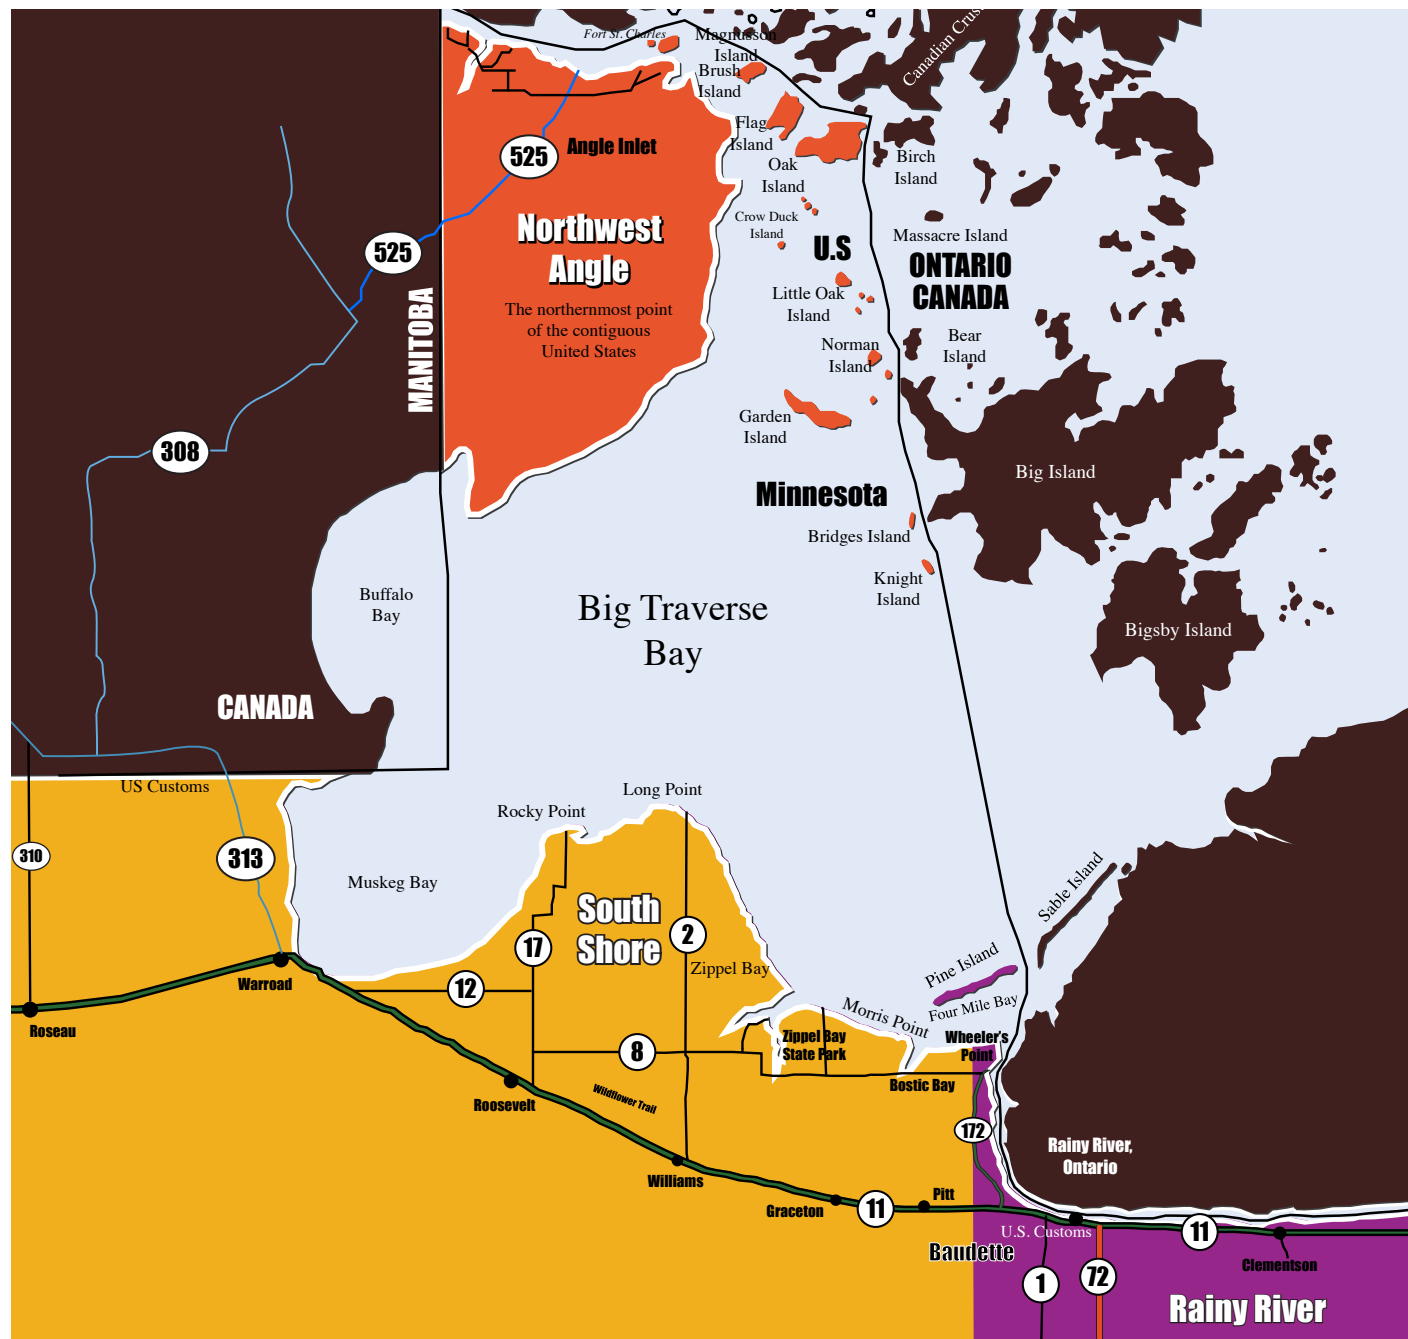 Fort St. Charles
Magnusson
Island
Brush
Island
Flag
Island
Oak
Island
Crow Duck
Island
U.S
Birch
Island
Massacre Island
ONTARIO
CANADA
525
Angle Inlet
Northwest
Angle
The northernmost point
of the contiguous
United States
525
MANITOBA
308
Little Oak
Island
Norman
Island
Bear
Island
Garden
Island
Big Island
Minnesota
Bridges Island
Knight
Island
Buffalo
Bay
Big Traverse
Bay
Bigsby Island
CANADA
US Customs
310
313
Muskeg Bay
Rocky Point
Long Point
South
Shore
17
2
12
Zippel Bay
Sable Island
Pine Island
Four Mile Bay
Morris Point
Wheeler's
Point
Zippel Bay
State Park
Bostic Bay
Warroad
Roseau
8
Roosevelt
Wildflower Trail
Williams
Graceton
11
Pitt
172
Rainy River,
Ontario
U.S. Customs
Baudette
11
1
72
Clementson
Rainy River